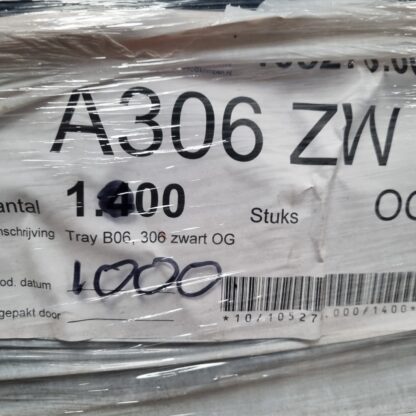 A306 ZW
antal 1.400 Stuks OG
nschrijving Tray B06, 306 zwart OG
od. datum 1000
gepakt door
*10/10527 000/1400*